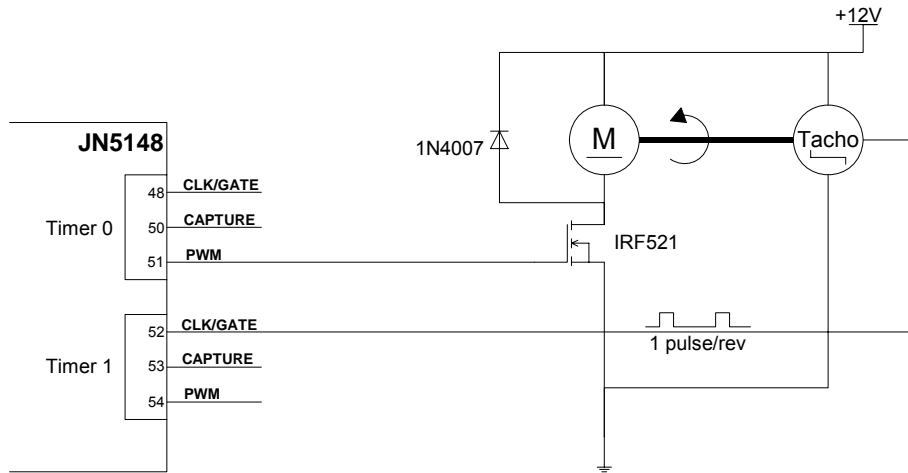 +12V
JN5148
1N4007
M
Tacho
48 CLK/GATE
Timer 0
50 CAPTURE
51 PWM
IRF521
52 CLK/GATE
1 pulse/rev
Timer 1
53 CAPTURE
54 PWM